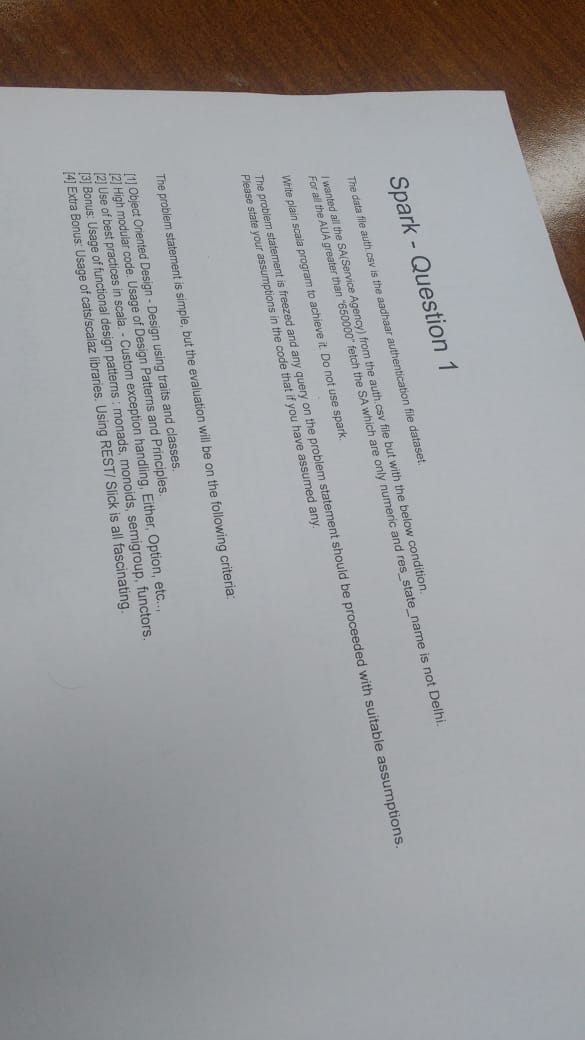 Spark - Question 1
The data file auth.csv is the aadhaar authentication file dataset.
I wanted all the SA(Service Agency) from the auth.csv file but with the below condition.
For all the AUA greater than "650000" fetch the SA which are only numeric and res_state_name is not Delhi.
Write plain scala program to achieve it. Do not use spark.
The problem statement is freezed and any query on the problem statement should be proceeded with suitable assumptions.
Please state your assumptions in the code that if you have assumed any.
The problem statement is simple, but the evaluation will be on the following criteria:
[1] Object Oriented Design - Design using traits and classes.
[2] High modular code. Usage of Design Patterns and Principles.
[2] Use of best practices in scala. - Custom exception handling, Either, Option, etc..,
[3] Bonus: Usage of functional design patterns : monads, monoids, semigroup, functors.
[4] Extra Bonus: Usage of cats/scalaz libraries. Using REST/ Slick is all fascinating.